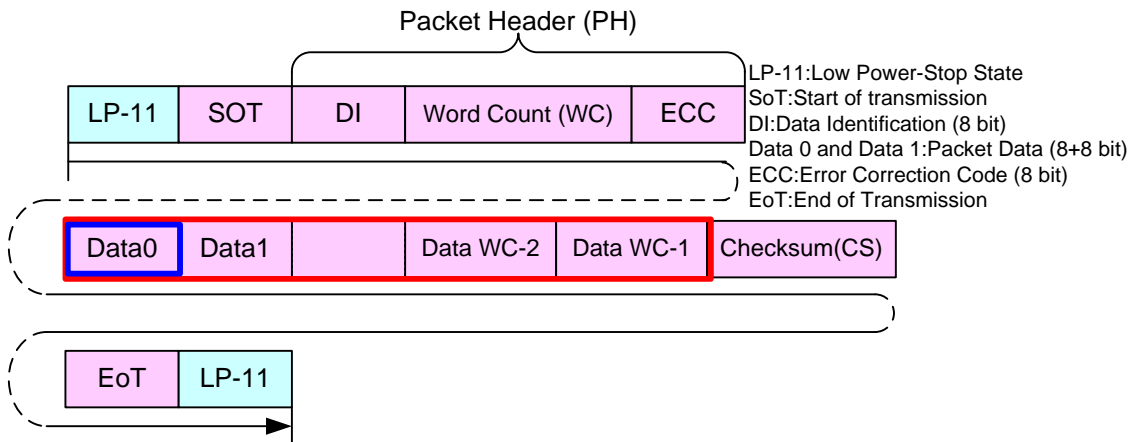 Packet Header (PH)
LP-11 SOT DI Word Count (WC) ECC
LP-11:Low Power-Stop State
SoT:Start of transmission
DI:Data Identification (8 bit)
Data 0 and Data 1:Packet Data (8+8 bit)
ECC:Error Correction Code (8 bit)
EoT:End of Transmission
Data0 Data1 Data WC-2 Data WC-1 Checksum(CS)
EoT LP-11